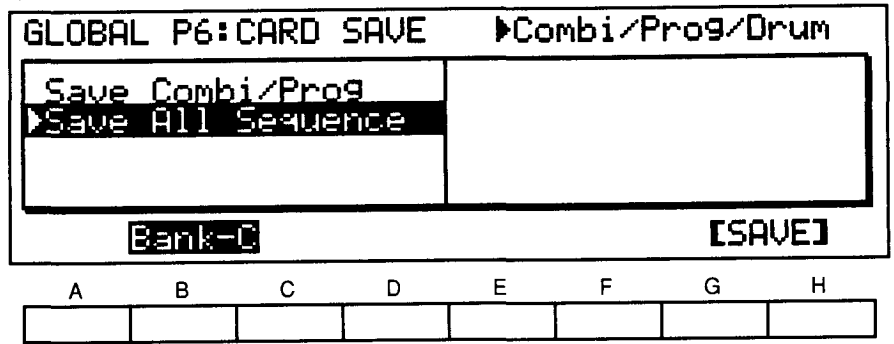 GLOBAL P6:CARD SAVE ▶Combi/Prog/Drum
Save Combi/Prog
▶Save All Sequence
Bank-C [SAVE]
A B C D E F G H